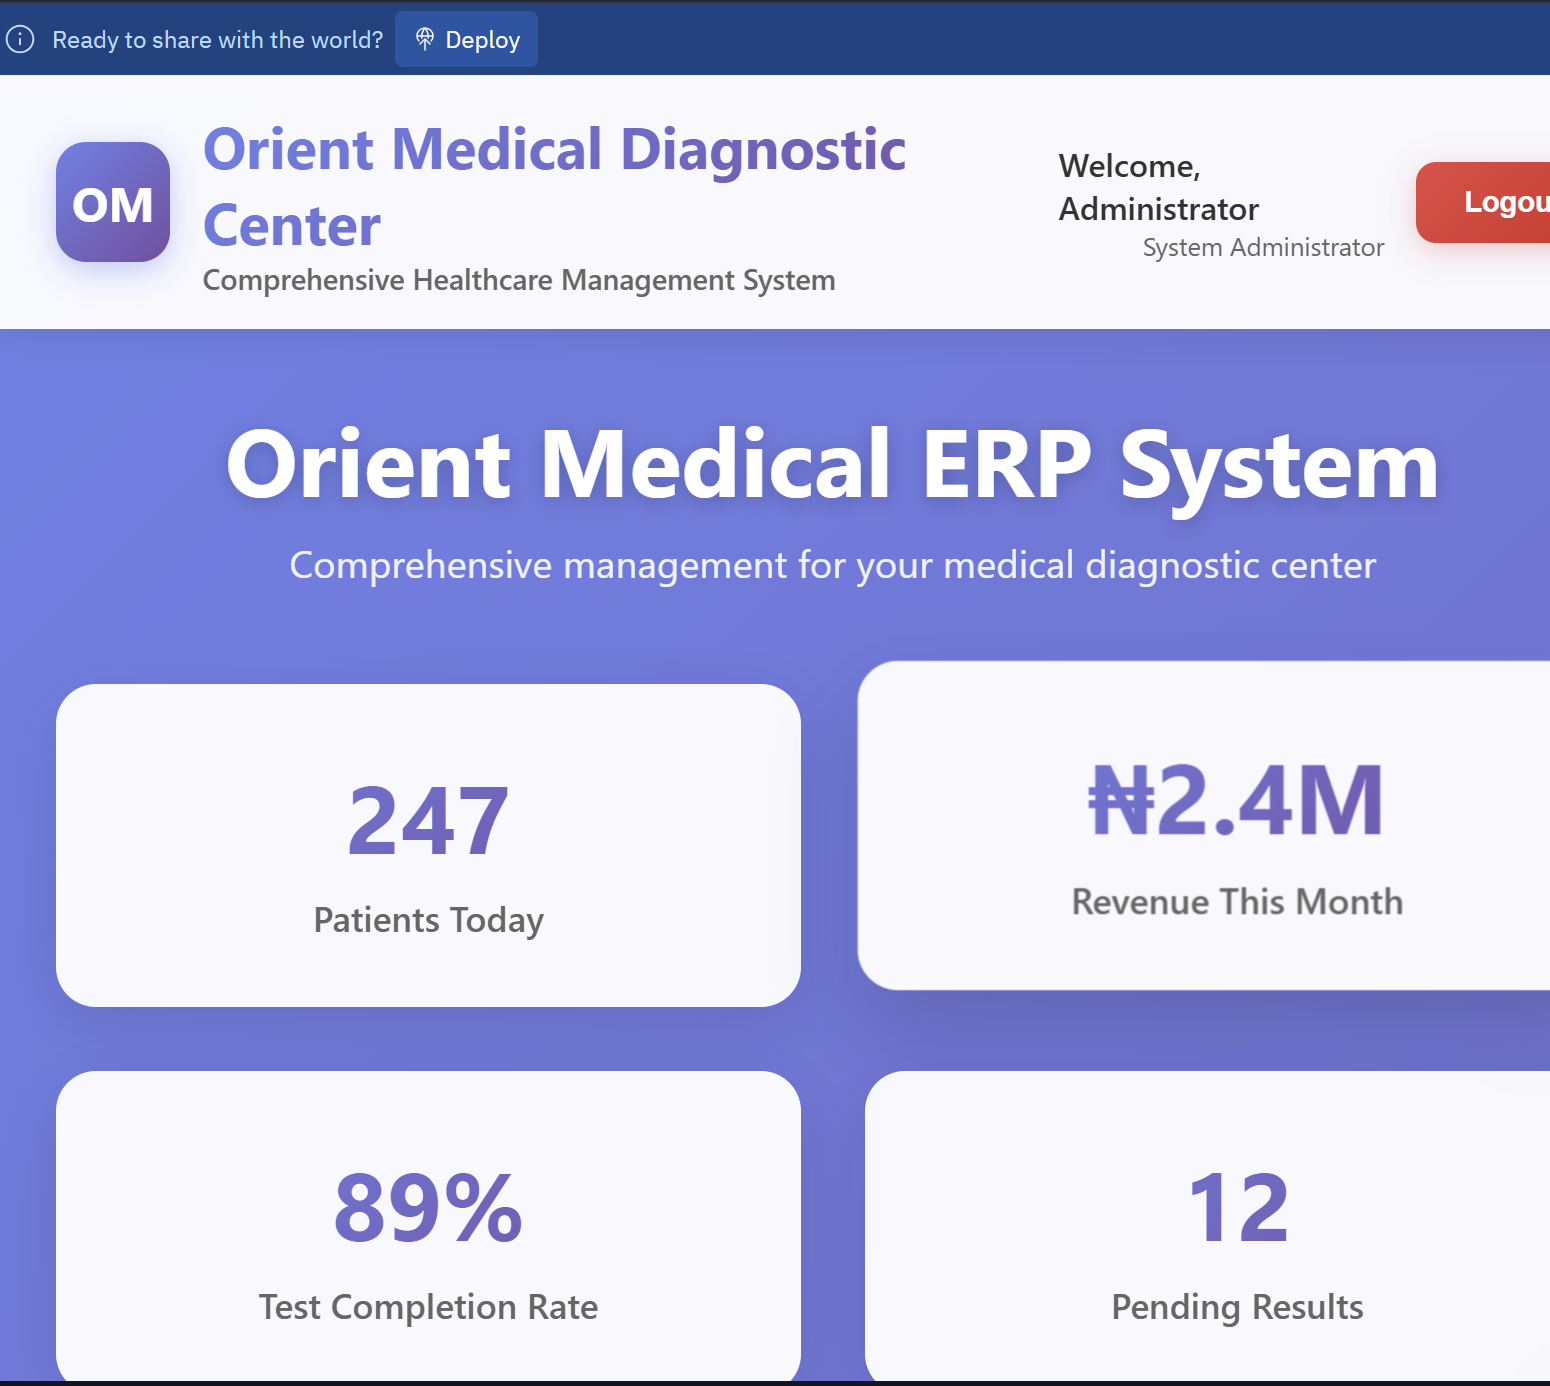 Ready to share with the world?
Deploy
OM
Orient Medical Diagnostic
Center
Comprehensive Healthcare Management System
Welcome,
Administrator
System Administrator
Logou
Orient Medical ERP System
Comprehensive management for your medical diagnostic center
247
Patients Today
₦2.4M
Revenue This Month
89%
Test Completion Rate
12
Pending Results